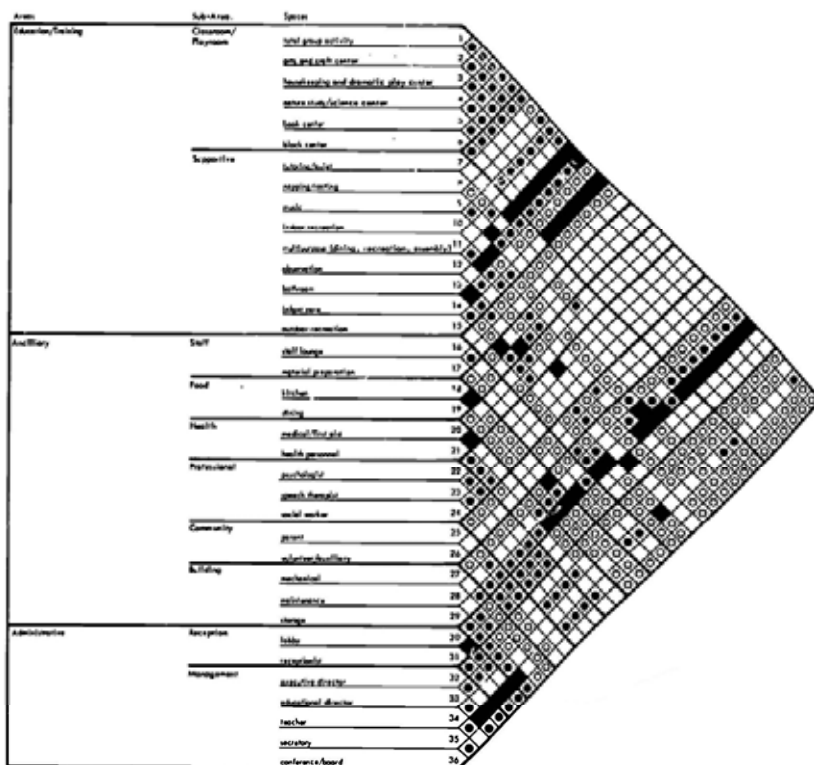 Areas Sub-Areas Spaces
Education/Training Classroom/ Playroom total group activity 1
arts and craft center 2
housekeeping and dramatic play center 3
nature study/science center 4
book center 5
block center 6
Supportive tutoring/quiet 7
napping/resting 8
music 9
indoor recreation 10
multipurpose (dining, recreation, assembly) 11
observation 12
bathroom 13
14
outdoor recreation 15
Ancilliary Staff staff lounge 16
material preparation 17
Food kitchen 18
dining 19
Health medical/first aid 20
health personnel 21
Professional psychologist 22
speech therapist 23
social worker 24
Community parent 25
volunteer/auxiliary 26
Building mechanical 27
maintenance 28
storage 29
Administrative Reception lobby 30
receptionist 31
Management executive director 32
educational director 33
teacher 34
secretary 35
conference/board 36